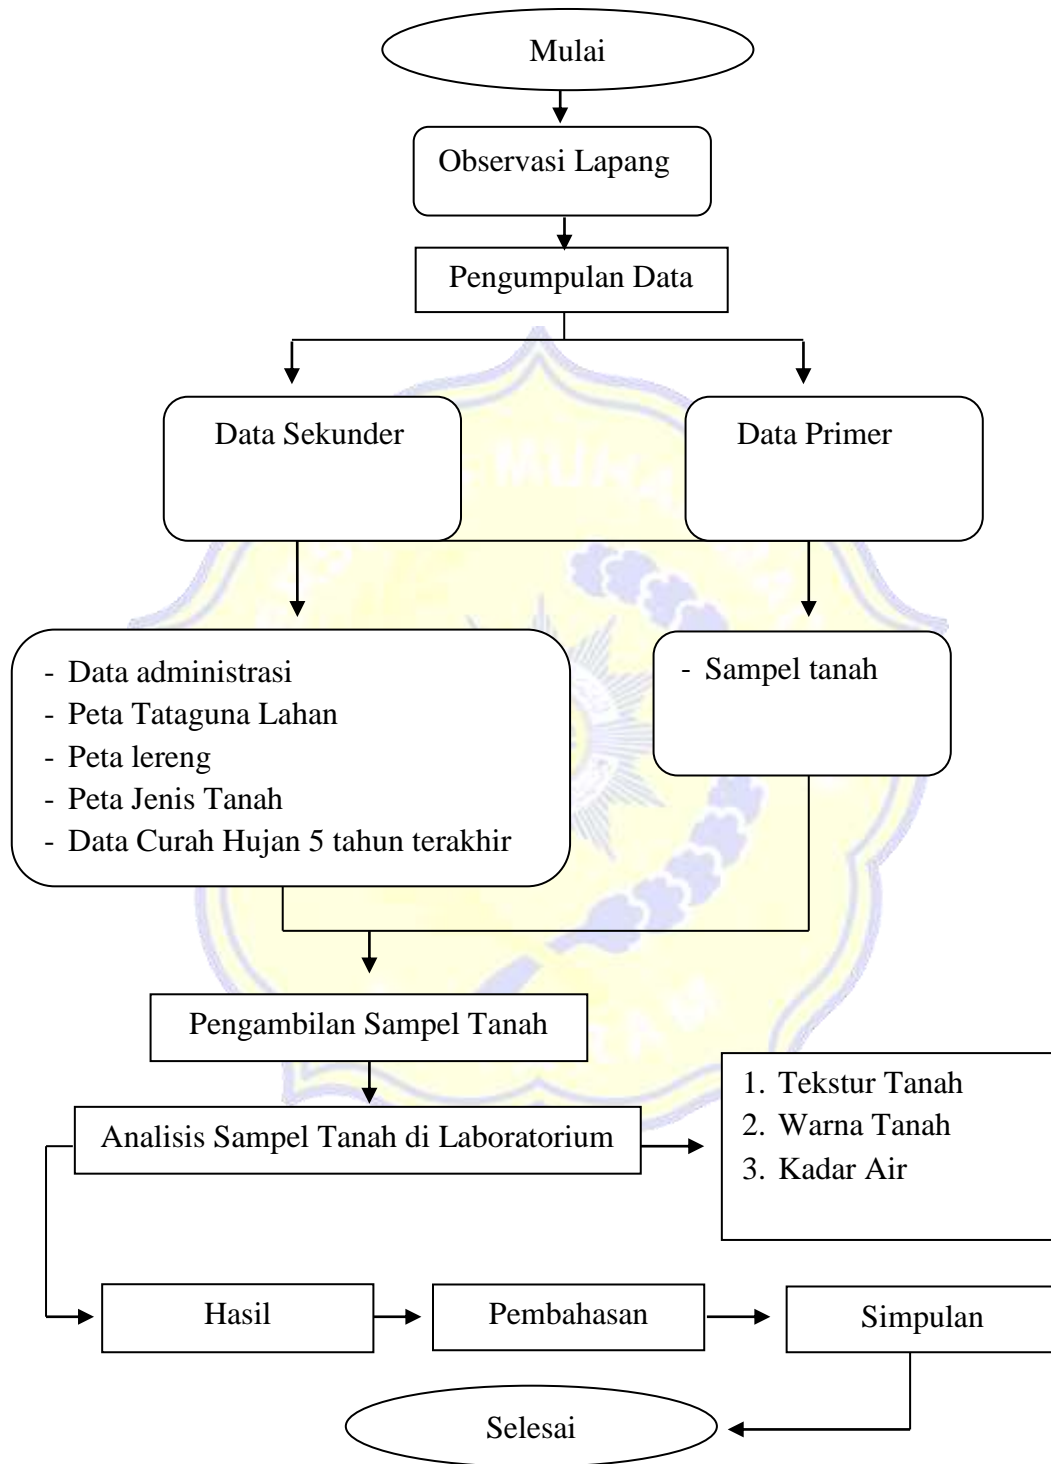 Mulai
Observasi Lapang
Pengumpulan Data
Data Sekunder
Data Primer
- Data administrasi
- Peta Tataguna Lahan
- Peta lereng
- Peta Jenis Tanah
- Data Curah Hujan 5 tahun terakhir
- Sampel tanah
Pengambilan Sampel Tanah
Analisis Sampel Tanah di Laboratorium
1. Tekstur Tanah
2. Warna Tanah
3. Kadar Air
Hasil
Pembahasan
Simpulan
Selesai